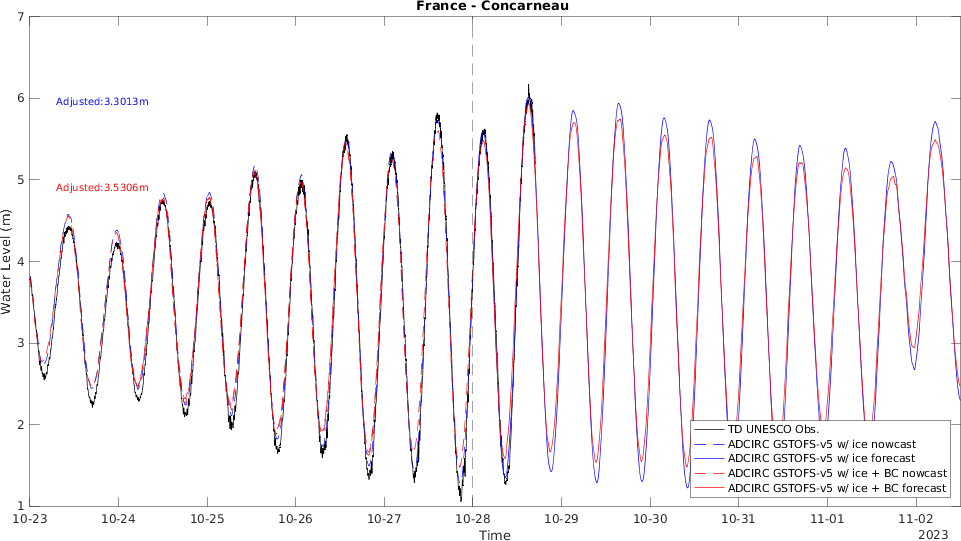 France - Concarneau
7
6
5
4
3
2
1
Water Level (m)
Adjusted:3.3013m
Adjusted:3.5306m
TD UNESCO Obs.
ADCIRC GSTOFS-v5 w/ ice nowcast
ADCIRC GSTOFS-v5 w/ ice forecast
ADCIRC GSTOFS-v5 w/ ice + BC nowcast
ADCIRC GSTOFS-v5 w/ ice + BC forecast
10-23 10-24 10-25 10-26 10-27 10-28 10-29 10-30 10-31 11-01 11-02
Time
2023